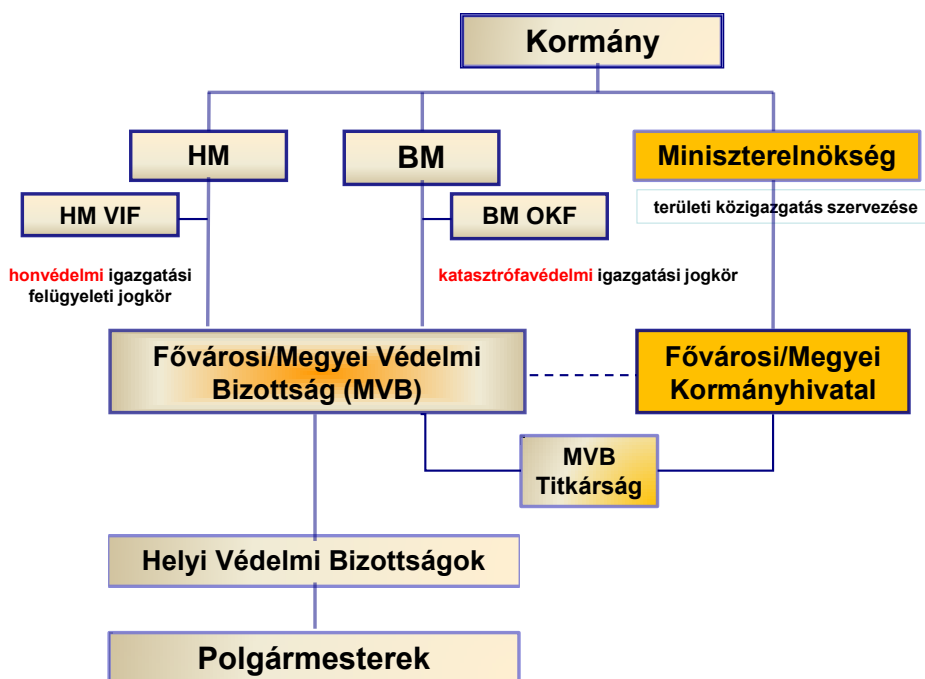 Kormány
HM
BM
Miniszterelnökség
HM VIF
BM OKF
területi közigazgatás szervezése
honvédelmi igazgatási
felügyeleti jogkör
katasztrófavédelmi igazgatási jogkör
Fővárosi/Megyei Védelmi
Bizottság (MVB)
Fővárosi/Megyei
Kormányhivatal
MVB
Titkárság
Helyi Védelmi Bizottságok
Polgármesterek